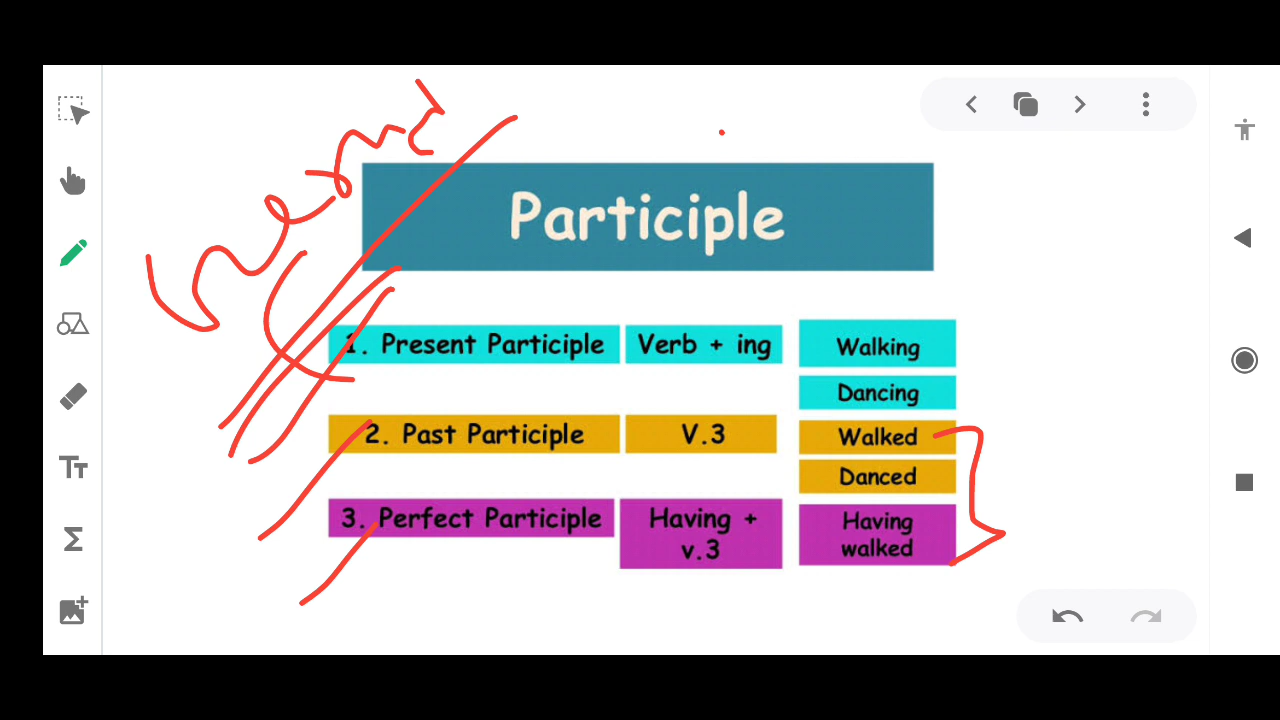 Participle
1. Present Participle Verb + ing Walking
Dancing
2. Past Participle V.3 Walked
Danced
3. Perfect Participle Having + v.3 Having walked